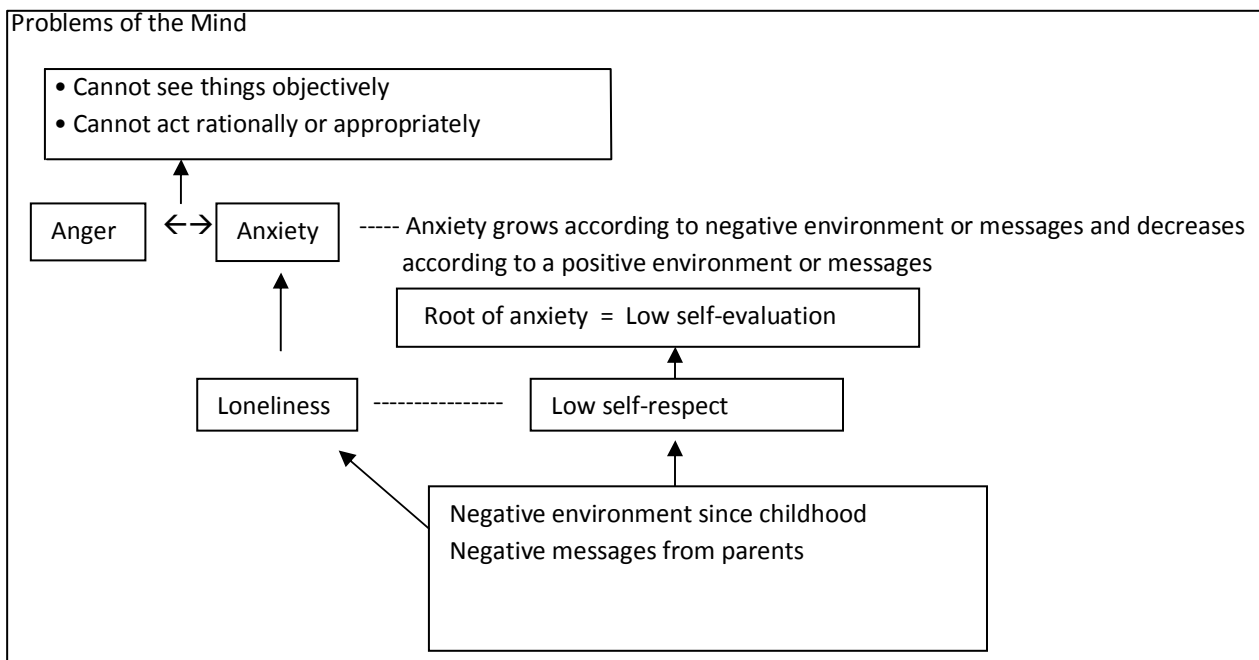 Problems of the Mind
• Cannot see things objectively
• Cannot act rationally or appropriately
Anger ←→ Anxiety ----- Anxiety grows according to negative environment or messages and decreases
according to a positive environment or messages
Root of anxiety = Low self-evaluation
Loneliness ---------------- Low self-respect
Negative environment since childhood
Negative messages from parents